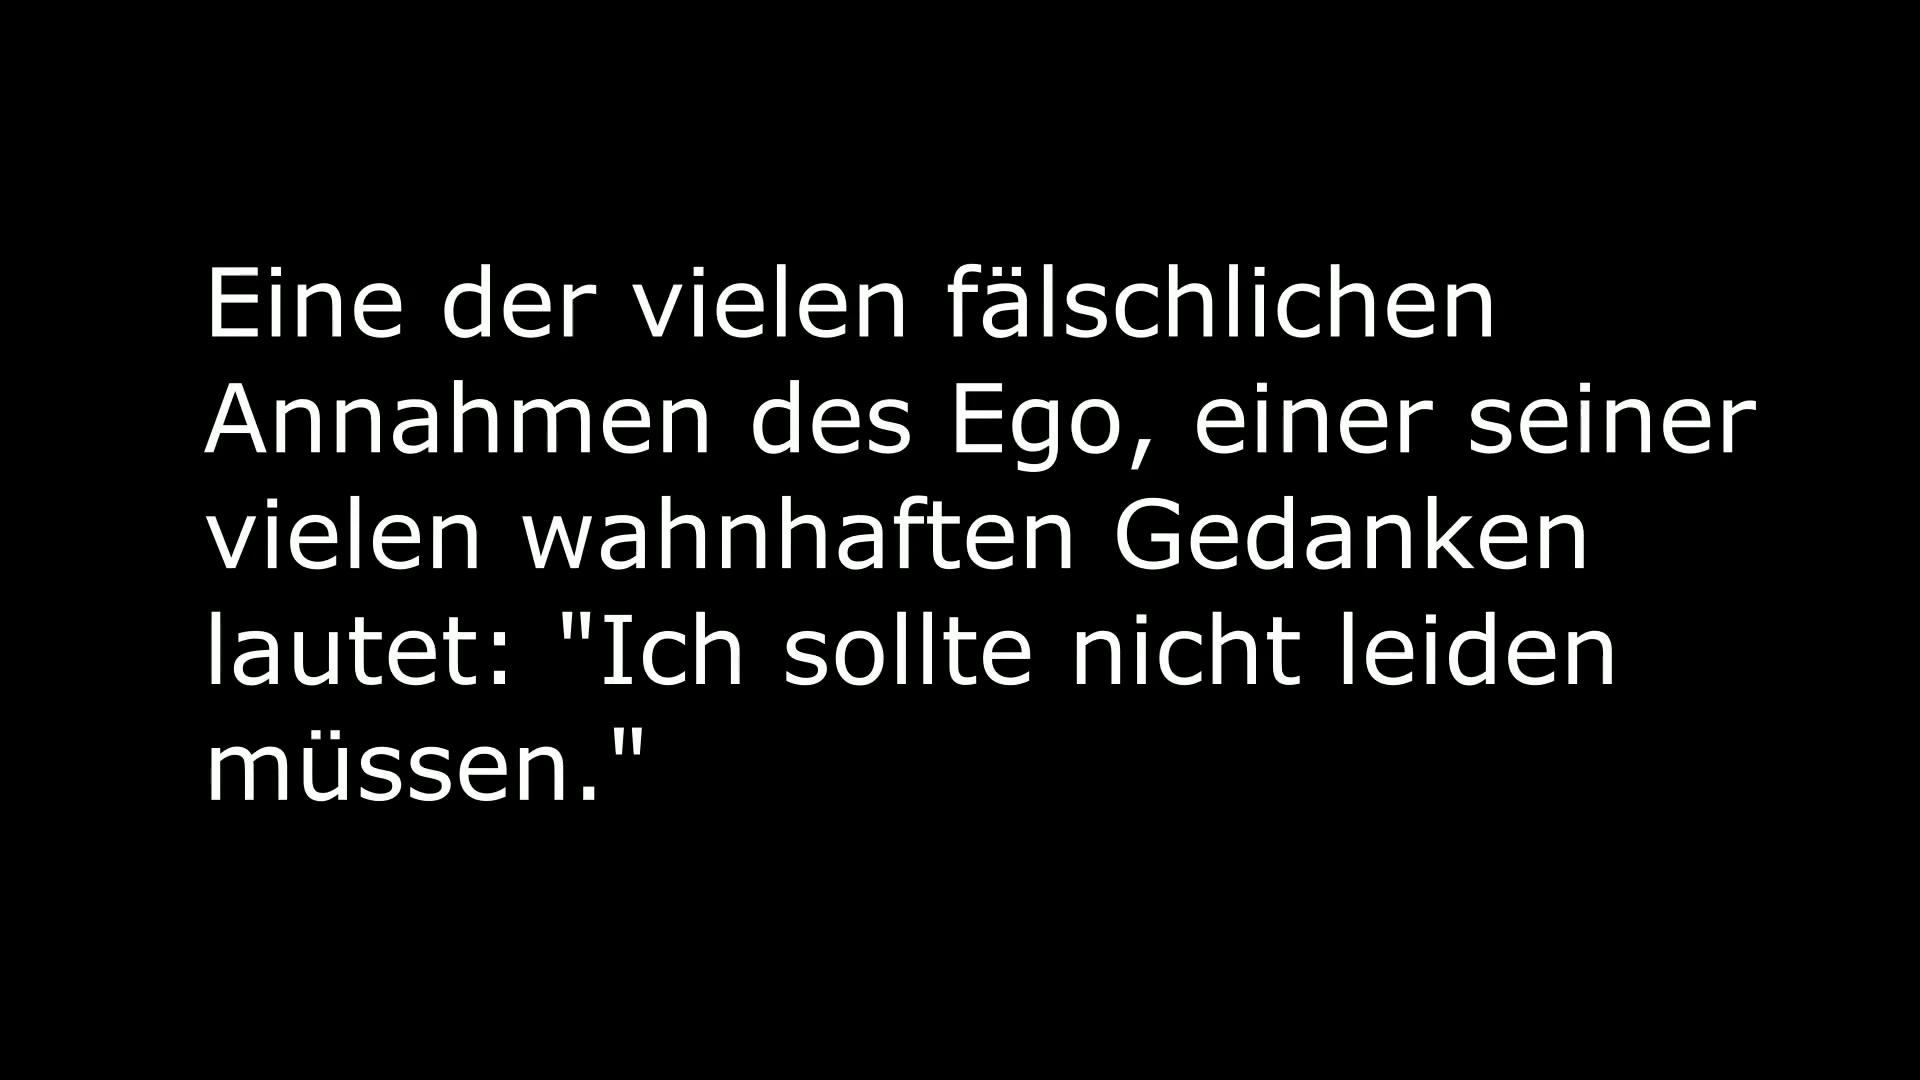 Eine der vielen fälschlichen
Annahmen des Ego, einer seiner
vielen wahnhaften Gedanken
lautet: "Ich sollte nicht leiden
müssen."